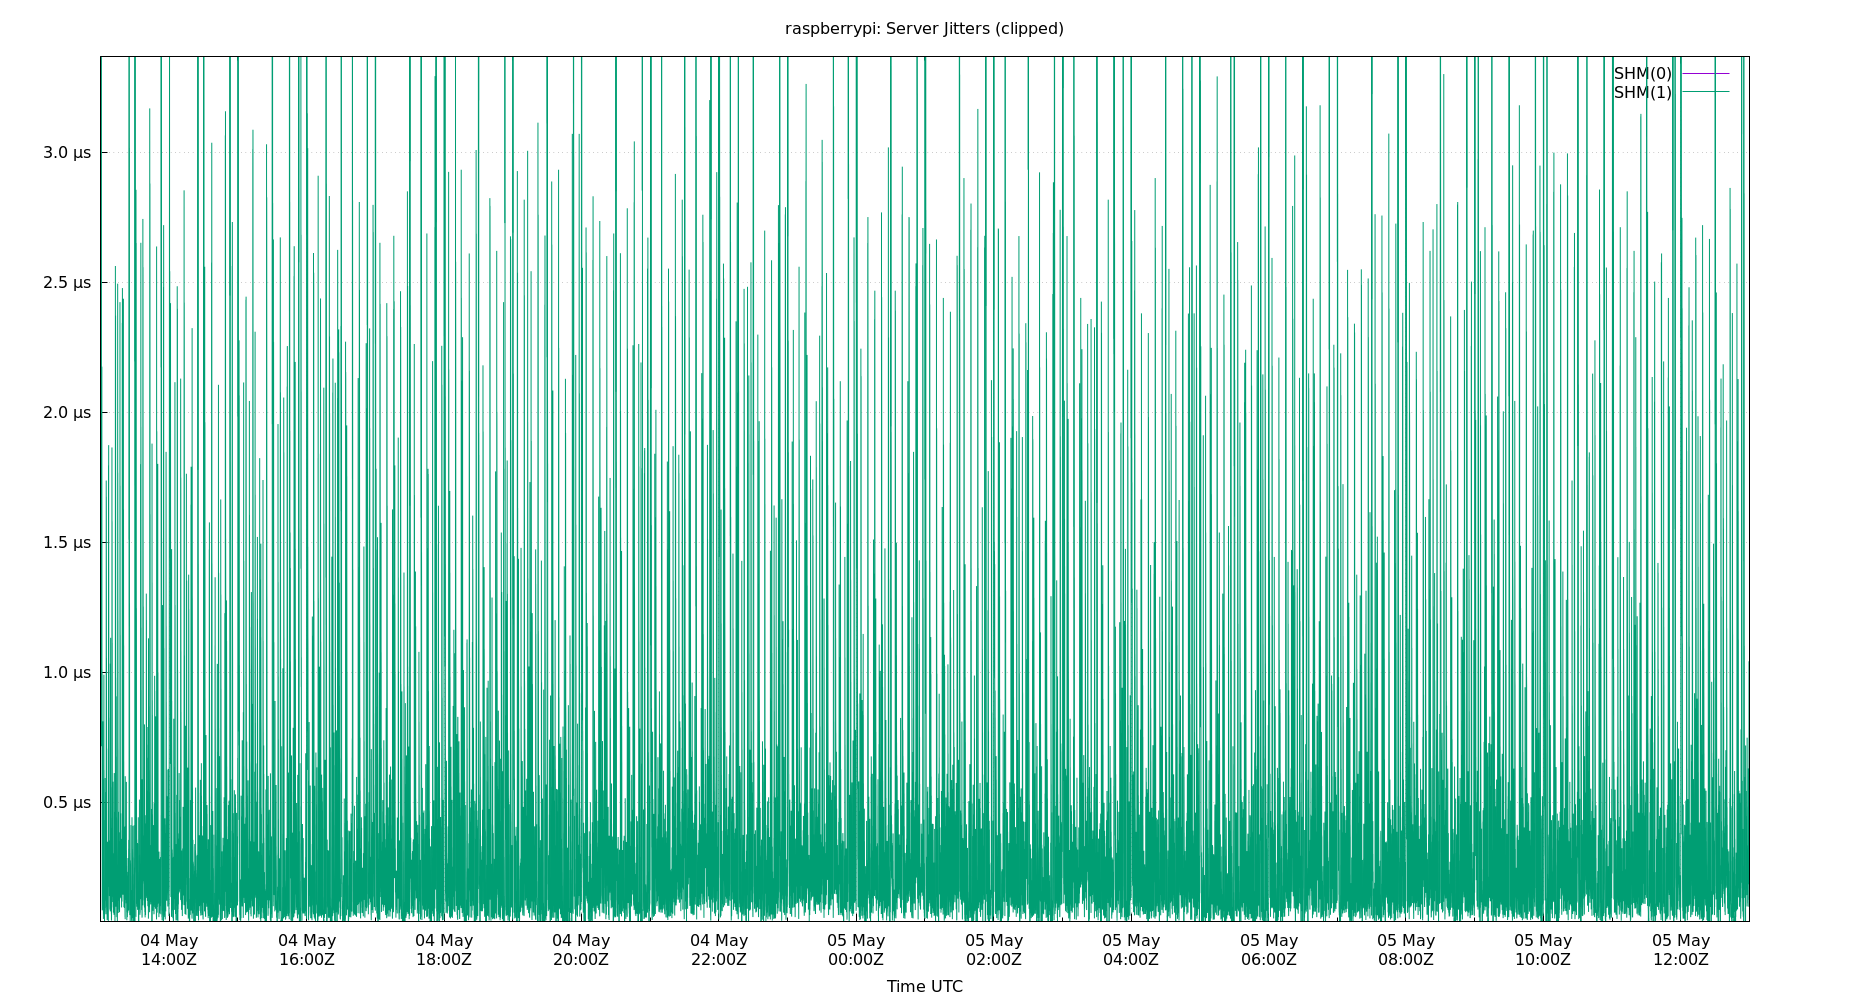 raspberrypi: Server Jitters (clipped)
SHM(0)
SHM(1)
3.0 µs
2.5 µs
2.0 µs
1.5 µs
1.0 µs
0.5 µs
04 May 04 May 04 May 04 May 04 May 05 May 05 May 05 May 05 May 05 May 05 May 05 May
14:00Z 16:00Z 18:00Z 20:00Z 22:00Z 00:00Z 02:00Z 04:00Z 06:00Z 08:00Z 10:00Z 12:00Z
Time UTC